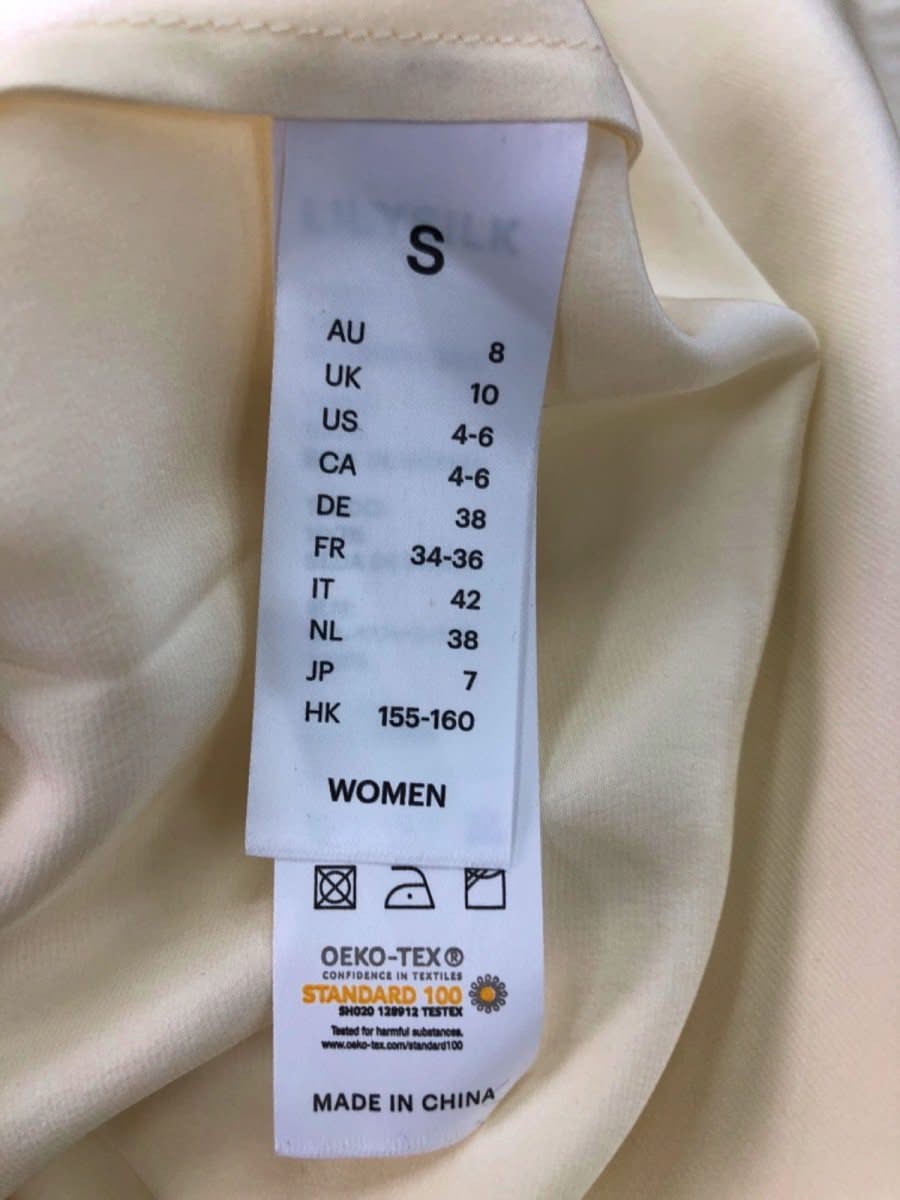 LILYSILK
S
AU 8
UK 10
US 4-6
CA 4-6
DE 38
FR 34-36
IT 42
NL 38
JP 7
HK 155-160
WOMEN
OEKO-TEX®
CONFIDENCE IN TEXTILES
STANDARD 100
SH020 128912 TESTEX
Tested for harmful substances.
www.oeko-tex.com/standard100
MADE IN CHINA